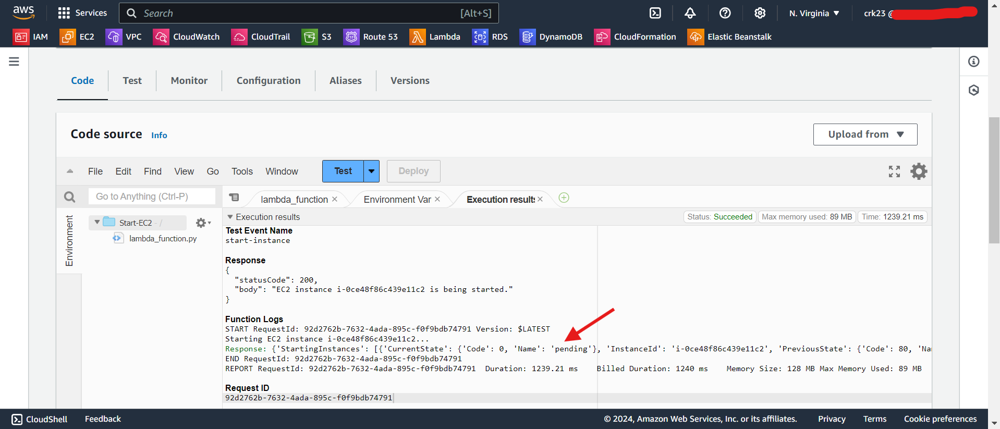 aws Services Search [Alt+S] N. Virginia crk23 @
IAM EC2 VPC CloudWatch CloudTrail S3 Route 53 Lambda RDS DynamoDB CloudFormation Elastic Beanstalk
Code Test Monitor Configuration Aliases Versions
Code source Info Upload from
File Edit Find View Go Tools Window Test Deploy
Go to Anything (Ctrl-P) lambda_function Environment Var Execution results
Environment
Start-EC2 - /
lambda_function.py
Execution results Status: Succeeded Max memory used: 89 MB Time: 1239.21 ms
Test Event Name
start-instance
Response
{
"statusCode": 200,
"body": "EC2 instance i-0ce48f86c439e11c2 is being started."
}
Function Logs
START RequestId: 92d2762b-7632-4ada-895c-f0f9bdb74791 Version: $LATEST
Starting EC2 instance i-0ce48f86c439e11c2...
Response: {'StartingInstances': [{'CurrentState': {'Code': 0, 'Name': 'pending'}, 'InstanceId': 'i-0ce48f86c439e11c2', 'PreviousState': {'Code': 80, 'Na
END RequestId: 92d2762b-7632-4ada-895c-f0f9bdb74791
REPORT RequestId: 92d2762b-7632-4ada-895c-f0f9bdb74791 Duration: 1239.21 ms Billed Duration: 1240 ms Memory Size: 128 MB Max Memory Used: 89 MB
Request ID
92d2762b-7632-4ada-895c-f0f9bdb74791
CloudShell Feedback © 2024, Amazon Web Services, Inc. or its affiliates. Privacy Terms Cookie preferences